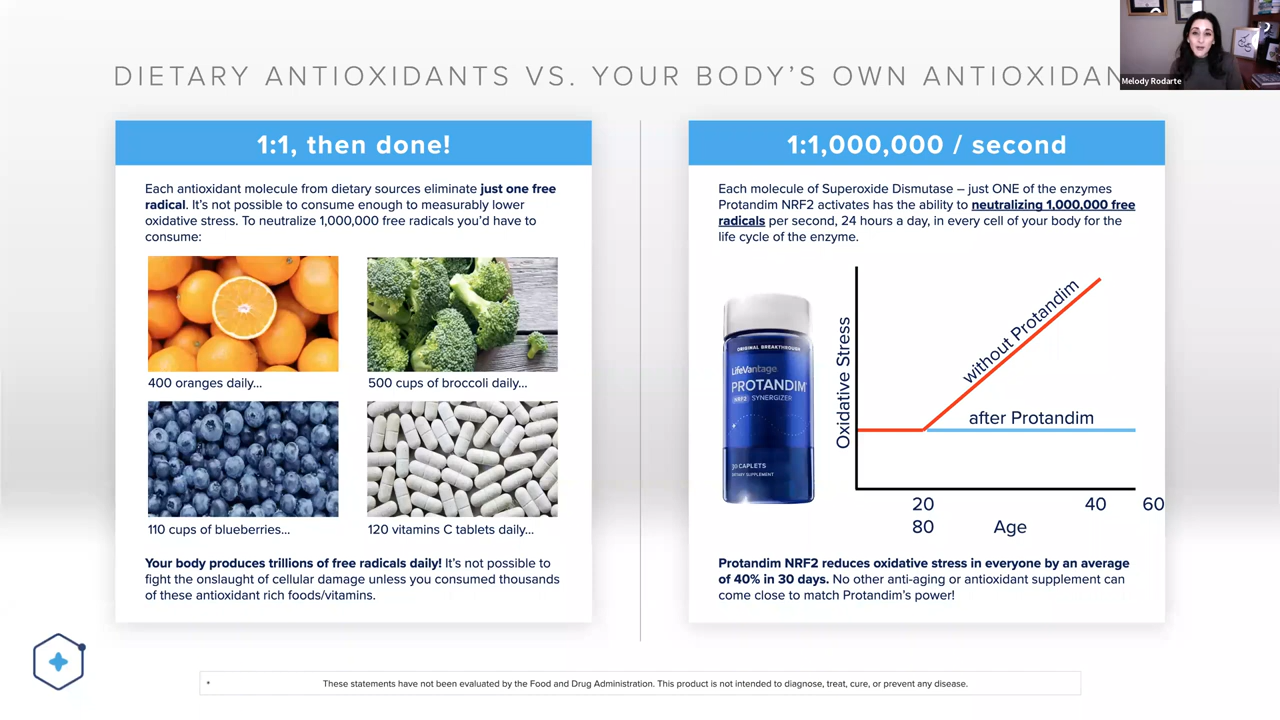 DIETARY ANTIOXIDANTS VS. YOUR BODY'S OWN ANTIOXIDAN
Melody Rodarte
1:1, then done!
Each antioxidant molecule from dietary sources eliminate just one free
radical. It's not possible to consume enough to measurably lower
oxidative stress. To neutralize 1,000,000 free radicals you'd have to
consume:
400 oranges daily...
500 cups of broccoli daily...
110 cups of blueberries...
120 vitamins C tablets daily...
Your body produces trillions of free radicals daily! It's not possible to
fight the onslaught of cellular damage unless you consumed thousands
of these antioxidant rich foods/vitamins.
1:1,000,000 / second
Each molecule of Superoxide Dismutase – just ONE of the enzymes
Protandim NRF2 activates has the ability to neutralizing 1,000,000 free
radicals per second, 24 hours a day, in every cell of your body for the
life cycle of the enzyme.
ORIGINAL BREAKTHROUGH
LifeVantage
PROTANDIM
NRF2 SYNERGIZER
30 CAPLETS
DIETARY SUPPLEMENT
Oxidative Stress
without Protandim
after Protandim
20 40 60
80 Age
Protandim NRF2 reduces oxidative stress in everyone by an average
of 40% in 30 days. No other anti-aging or antioxidant supplement can
come close to match Protandim's power!
* These statements have not been evaluated by the Food and Drug Administration. This product is not intended to diagnose, treat, cure, or prevent any disease.